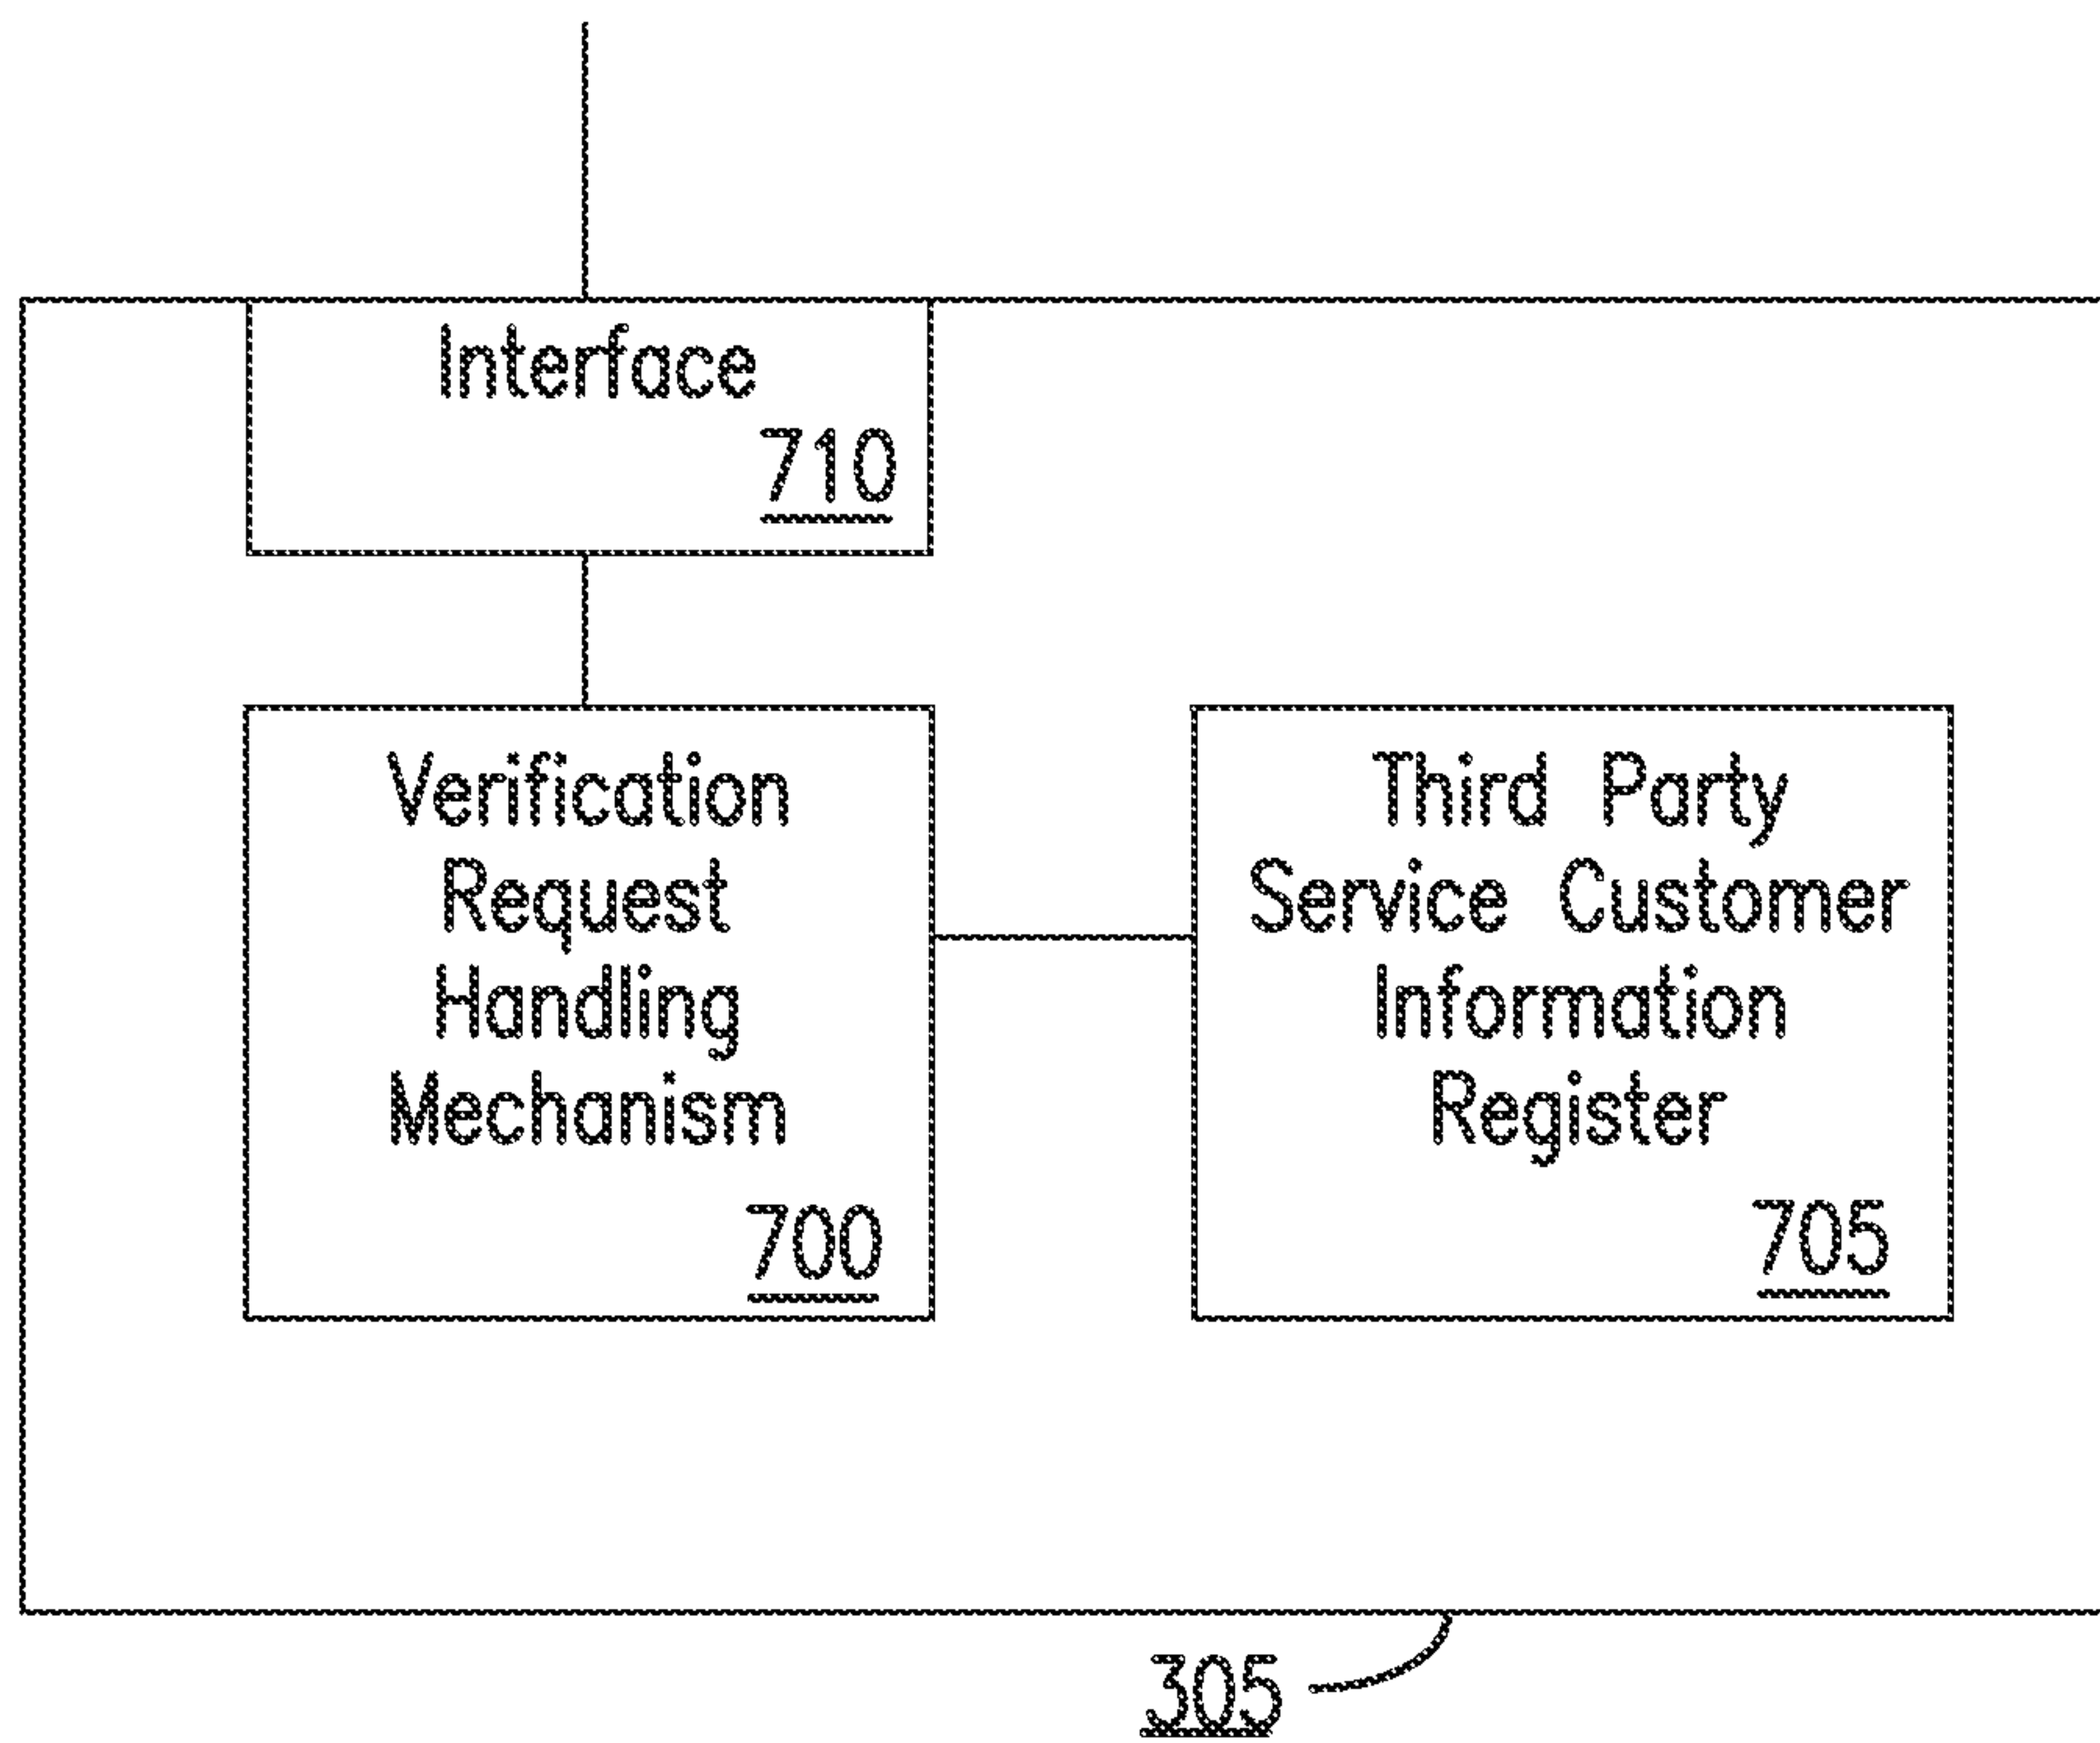 Interface
710
Verification
Request
Handling
Mechanism
700
Third Party
Service Customer
Information
Register
705
305